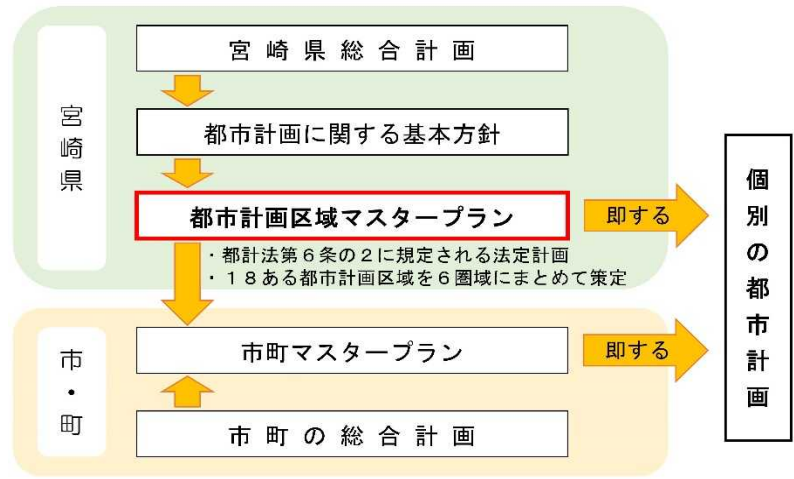 宮崎県
宮崎県総合計画
都市計画に関する基本方針
都市計画区域マスタープラン
即する
・都計法第６条の２に規定される法定計画
・１８ある都市計画区域を６圏域にまとめて策定
市・町
市町マスタープラン
即する
市町の総合計画
個別の都市計画